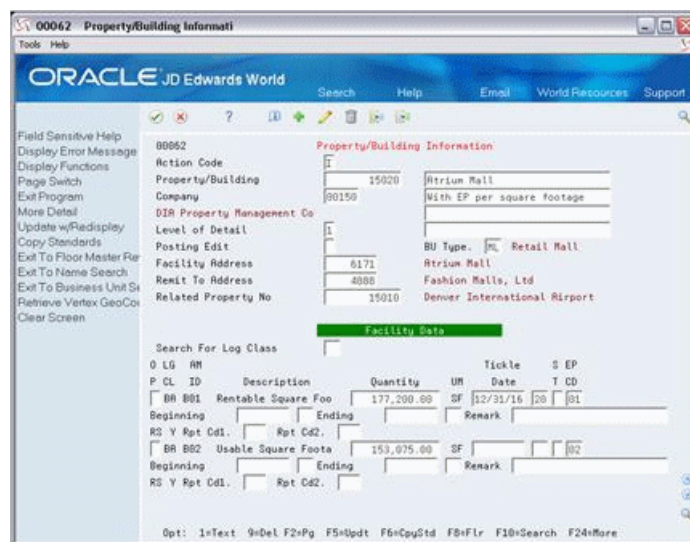 00062 Property/Building Informati
Tools Help
ORACLE JD Edwards World
Search Help Email World Resources Support
Field Sensitive Help
Display Error Message
Display Functions
Page Switch
Exit Program
More Detail
Update w/Redisplay
Copy Standards
Exit To Floor Master Re
Exit To Name Search
Exit To Business Unit S
Retrieve Vertex GeoCo
Clear Screen
00062 Property/Building Information
Action Code I
Property/Building 15020 Atrium Mall
Company 00150 With EP per square footage
DIR Property Management Co
Level of Detail 1
Posting Edit BU Type. ML Retail Mall
Facility Address 6171 Atrium Mall
Remit To Address 4088 Fashion Malls, Ltd
Related Property No 15010 Denver International Airport
Facility Data
Search For Log Class
O LG AM Tickle S EP
P CL ID Description Quantity UM Date T CD
BA B01 Rentable Square Foo 177,200.00 SF 12/31/16 20 01
Beginning Ending Remark
RS Y Rpt Cd1. Rpt Cd2.
BA B02 Usable Square Foota 153,075.00 SF 02
Beginning Ending Remark
RS Y Rpt Cd1. Rpt Cd2.
Opt: 1=Text 9=Del F2=Pg F5=Updt F6=CpyStd F8=Flr F10=Search F24=More